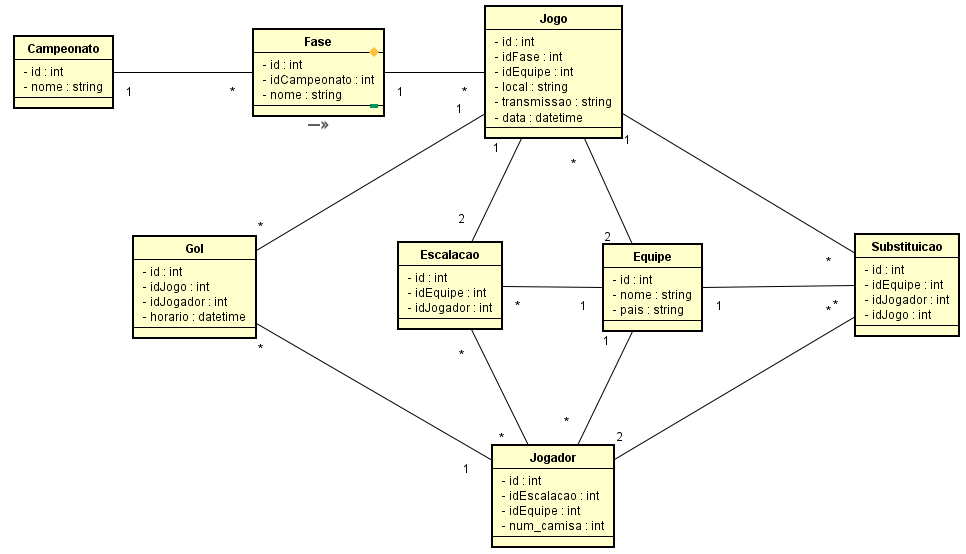 Campeonato
- id : int
- nome : string
1
*
Fase
- id : int
- idCampeonato : int
- nome : string
1
*
Jogo
- id : int
- idFase : int
- idEquipe : int
- local : string
- transmissao : string
- data : datetime
1
1
*
1
*
2
2
*
Gol
- id : int
- idJogo : int
- idJogador : int
- horario : datetime
*
Escalacao
- id : int
- idEquipe : int
- idJogador : int
*
*
1
Equipe
- id : int
- nome : string
- pais : string
1
1
*
Substituicao
- id : int
- idEquipe : int
- idJogador : int
- idJogo : int
*
*
*
2
1
Jogador
- id : int
- idEscalacao : int
- idEquipe : int
- num_camisa : int